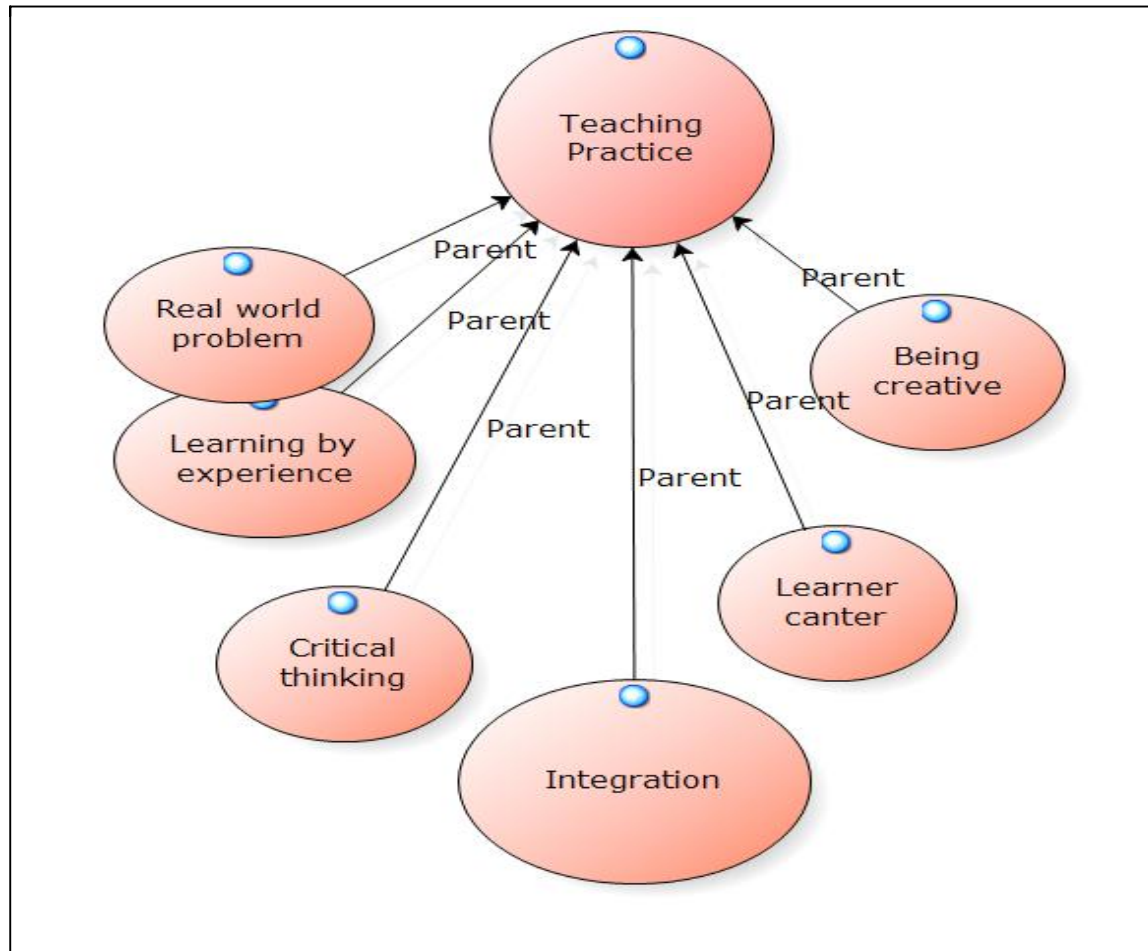 Teaching
Practice
Parent
Parent
Real world
problem
Parent
Being
creative
Parent
Parent
Learning by
experience
Parent
Learner
canter
Critical
thinking
Integration